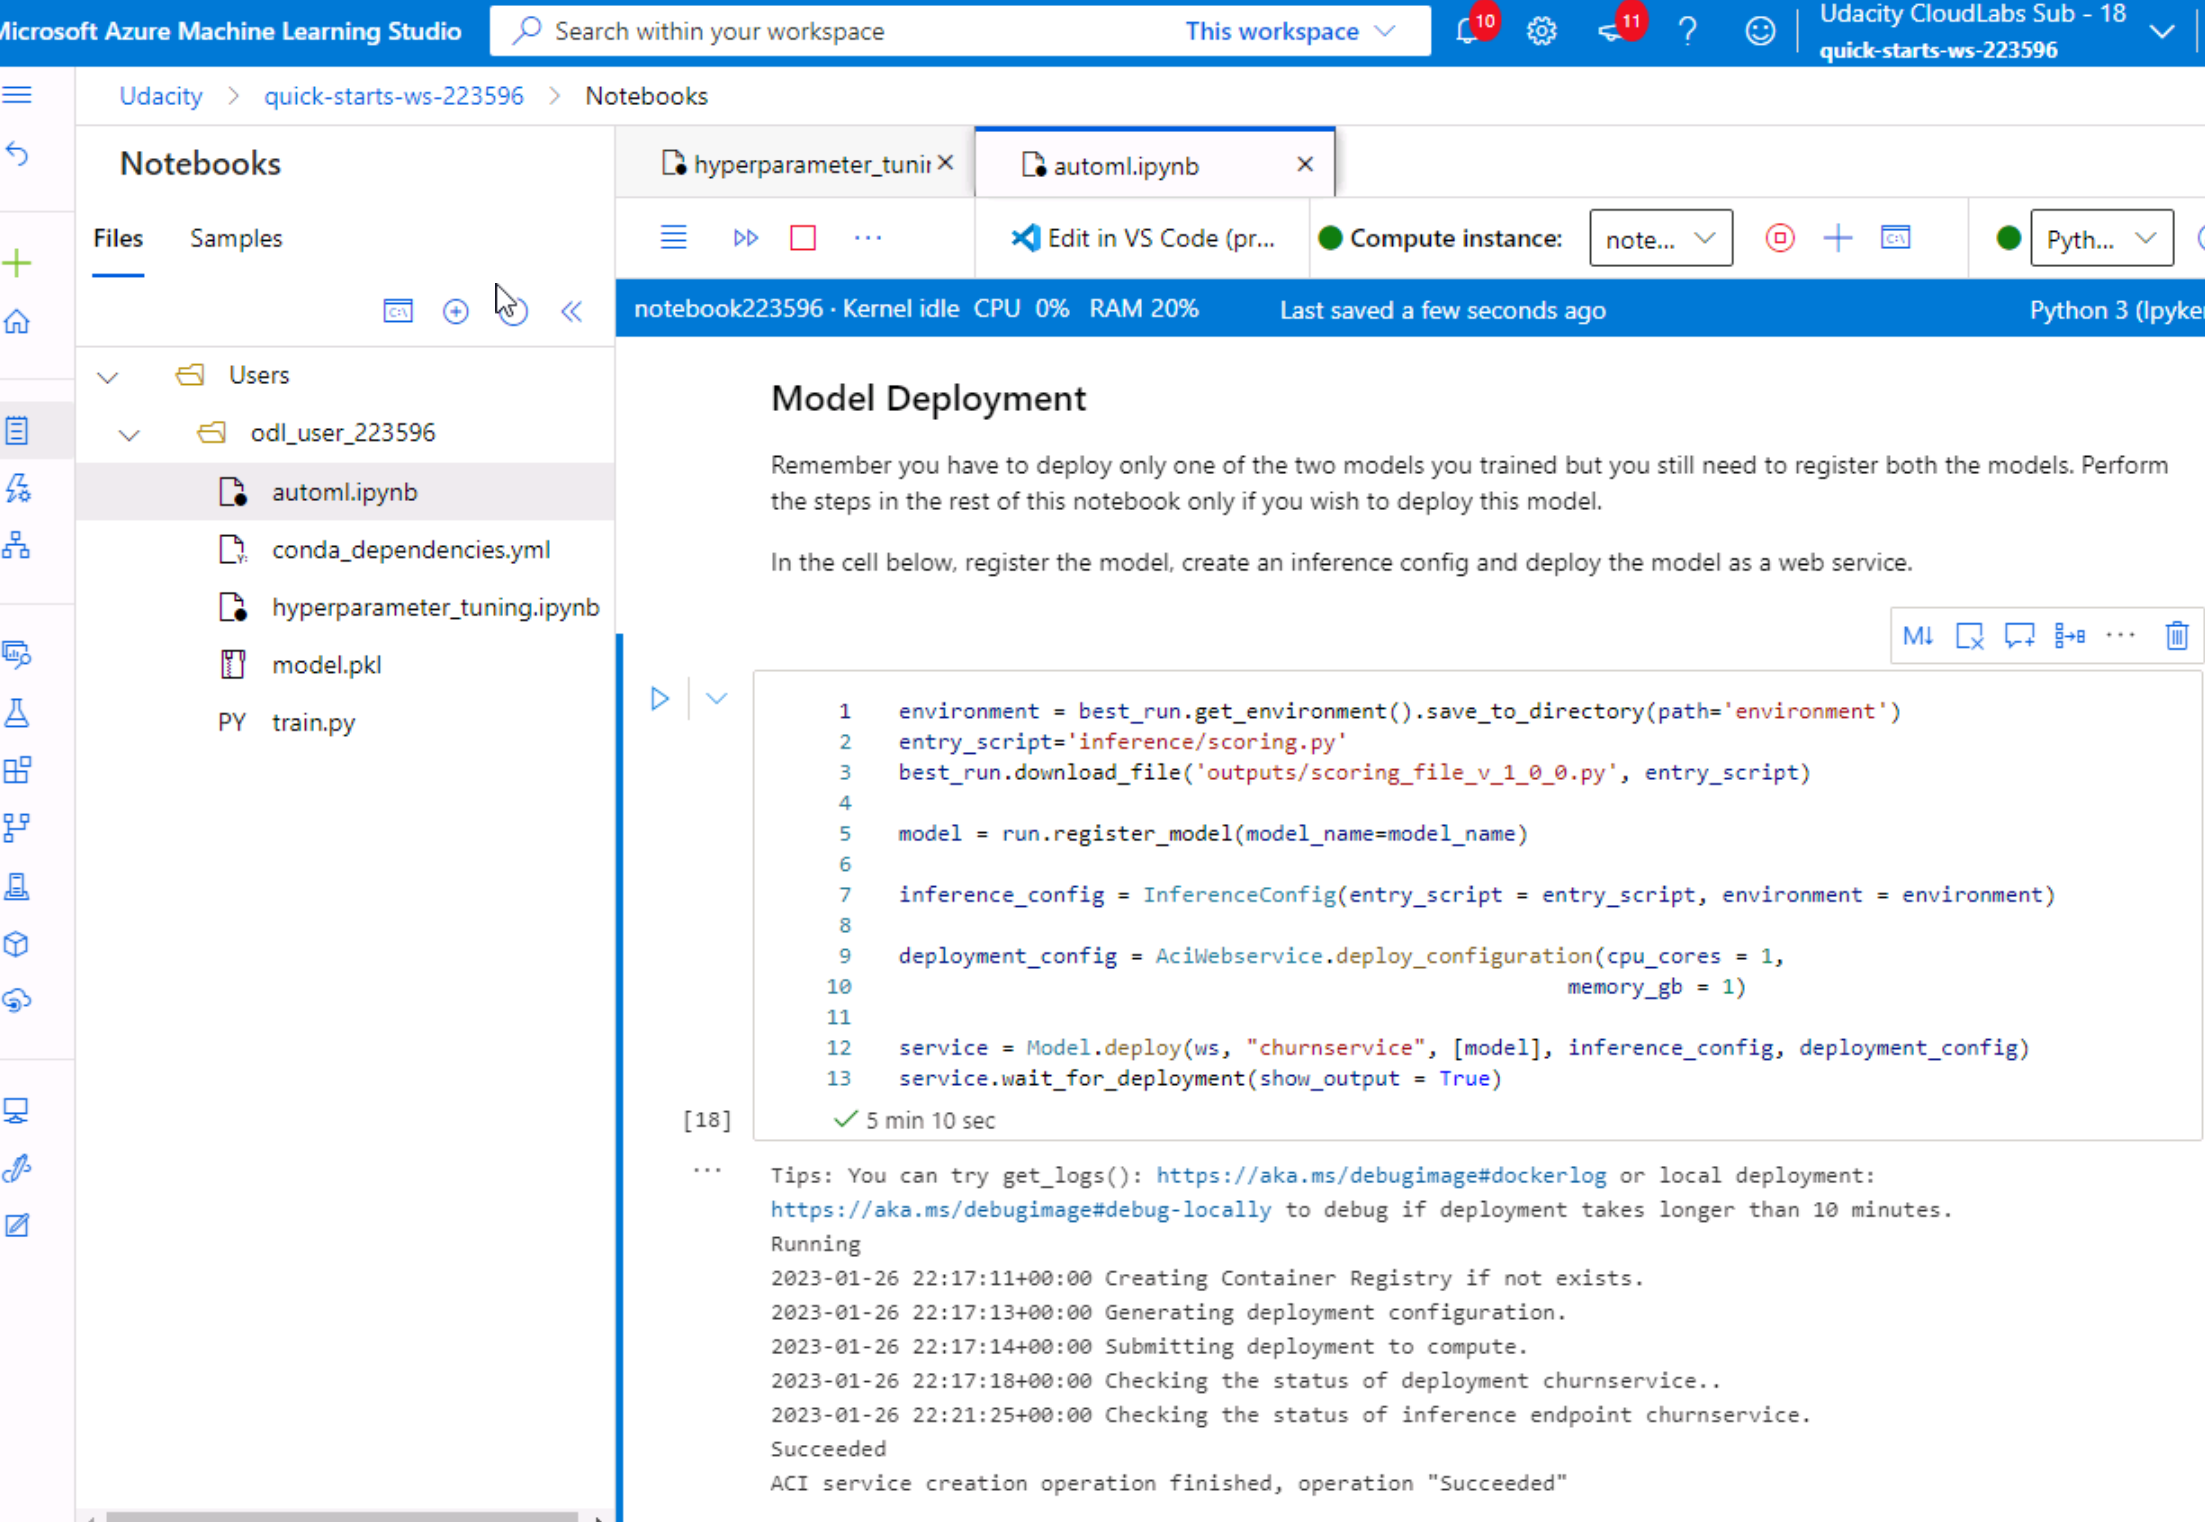 Microsoft Azure Machine Learning Studio
Search within your workspace
This workspace
10
11
?
Udacity CloudLabs Sub - 18
quick-starts-ws-223596
Udacity > quick-starts-ws-223596 > Notebooks
Notebooks
Files
Samples
Users
odl_user_223596
automl.ipynb
conda_dependencies.yml
hyperparameter_tuning.ipynb
model.pkl
PY train.py
hyperparameter_tunin
automl.ipynb
Edit in VS Code (pr...
Compute instance:
note...
Pyth...
notebook223596 · Kernel idle CPU 0% RAM 20%
Last saved a few seconds ago
Python 3 (Ipyke
Model Deployment
Remember you have to deploy only one of the two models you trained but you still need to register both the models. Perform
the steps in the rest of this notebook only if you wish to deploy this model.
In the cell below, register the model, create an inference config and deploy the model as a web service.
M↓
1 environment = best_run.get_environment().save_to_directory(path='environment')
2 entry_script='inference/scoring.py'
3 best_run.download_file('outputs/scoring_file_v_1_0_0.py', entry_script)
4
5 model = run.register_model(model_name=model_name)
6
7 inference_config = InferenceConfig(entry_script = entry_script, environment = environment)
8
9 deployment_config = AciWebservice.deploy_configuration(cpu_cores = 1,
10 memory_gb = 1)
11
12 service = Model.deploy(ws, "churnservice", [model], inference_config, deployment_config)
13 service.wait_for_deployment(show_output = True)
[18]
5 min 10 sec
Tips: You can try get_logs(): https://aka.ms/debugimage#dockerlog or local deployment:
https://aka.ms/debugimage#debug-locally to debug if deployment takes longer than 10 minutes.
Running
2023-01-26 22:17:11+00:00 Creating Container Registry if not exists.
2023-01-26 22:17:13+00:00 Generating deployment configuration.
2023-01-26 22:17:14+00:00 Submitting deployment to compute.
2023-01-26 22:17:18+00:00 Checking the status of deployment churnservice..
2023-01-26 22:21:25+00:00 Checking the status of inference endpoint churnservice.
Succeeded
ACI service creation operation finished, operation "Succeeded"